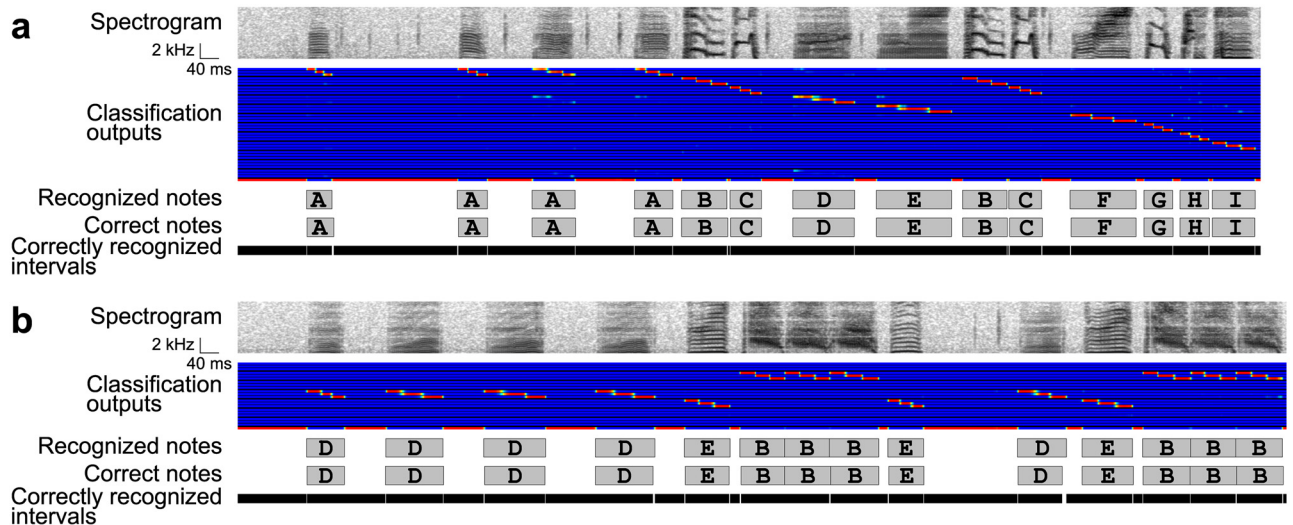 a
Spectrogram
2 kHz
40 ms
Classification
outputs
Recognized notes A A A A B C D E B C F G H I
Correct notes A A A A B C D E B C F G H I
Correctly recognized
intervals
b
Spectrogram
2 kHz
40 ms
Classification
outputs
Recognized notes D D D D E B B B E D E B B B
Correct notes D D D D E B B B E D E B B B
Correctly recognized
intervals